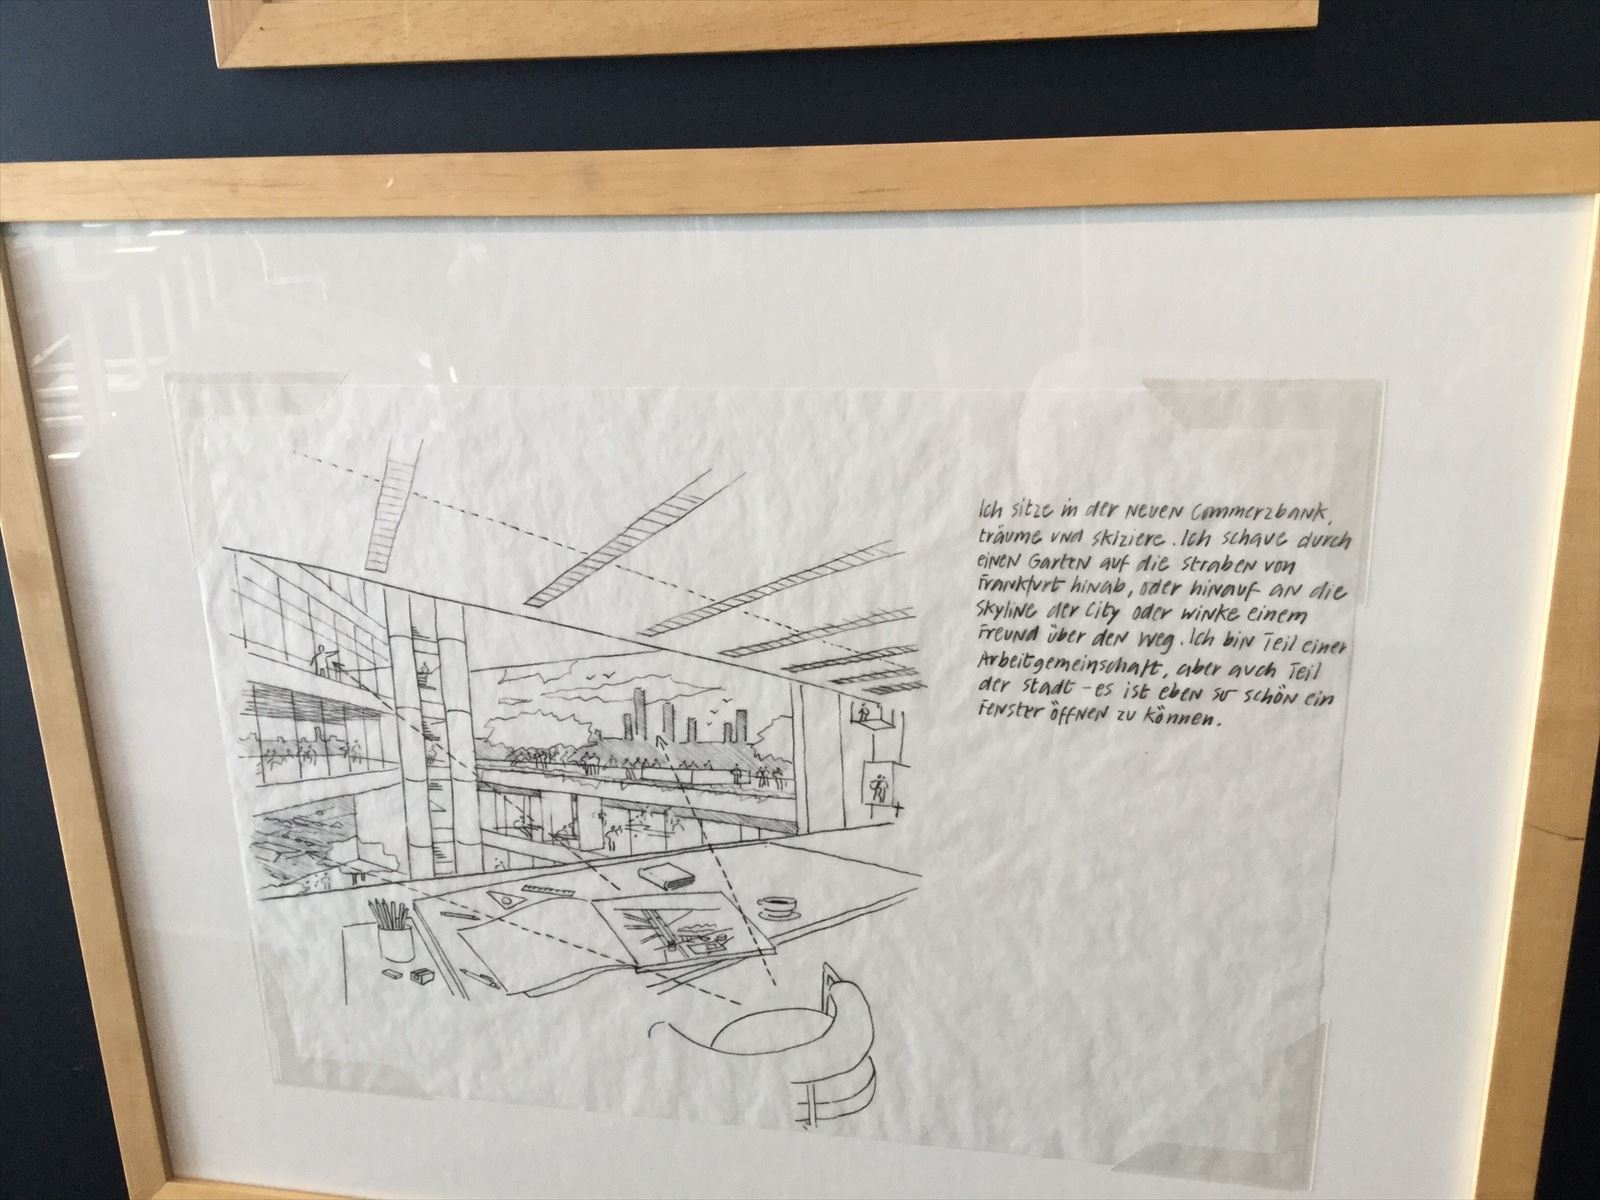 Ich sitze in der neuen Commerzbank,
träume und skiziere. Ich schaue durch
einen Garten auf die straben von
Frankfurt hinab, oder hinauf an die
Skyline der City oder winke einem
Freund über den Weg. Ich bin Teil einer
Arbeitgemeinschaft, aber auch Teil
der stadt – es ist eben so schön ein
Fenster öffnen zu können.